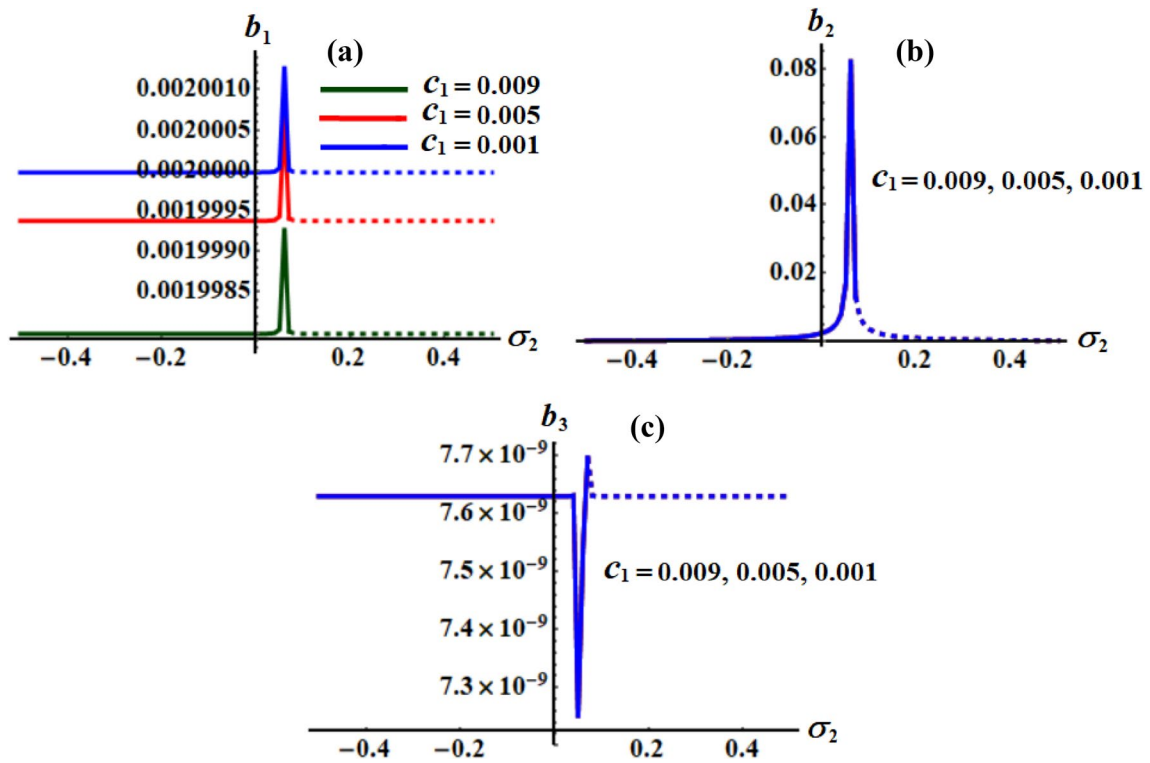 b1
(a)
0.0020010
0.0020005
0.0020000
0.0019995
0.0019990
0.0019985
c1 = 0.009
c1 = 0.005
c1 = 0.001
−0.4 −0.2 0.2 0.4 σ2
b2
(b)
0.08
0.06
0.04
0.02
c1 = 0.009, 0.005, 0.001
−0.4 −0.2 0.2 0.4 σ2
b3
(c)
7.7 × 10⁻⁹
7.6 × 10⁻⁹
7.5 × 10⁻⁹
7.4 × 10⁻⁹
7.3 × 10⁻⁹
c1 = 0.009, 0.005, 0.001
−0.4 −0.2 0.2 0.4 σ2